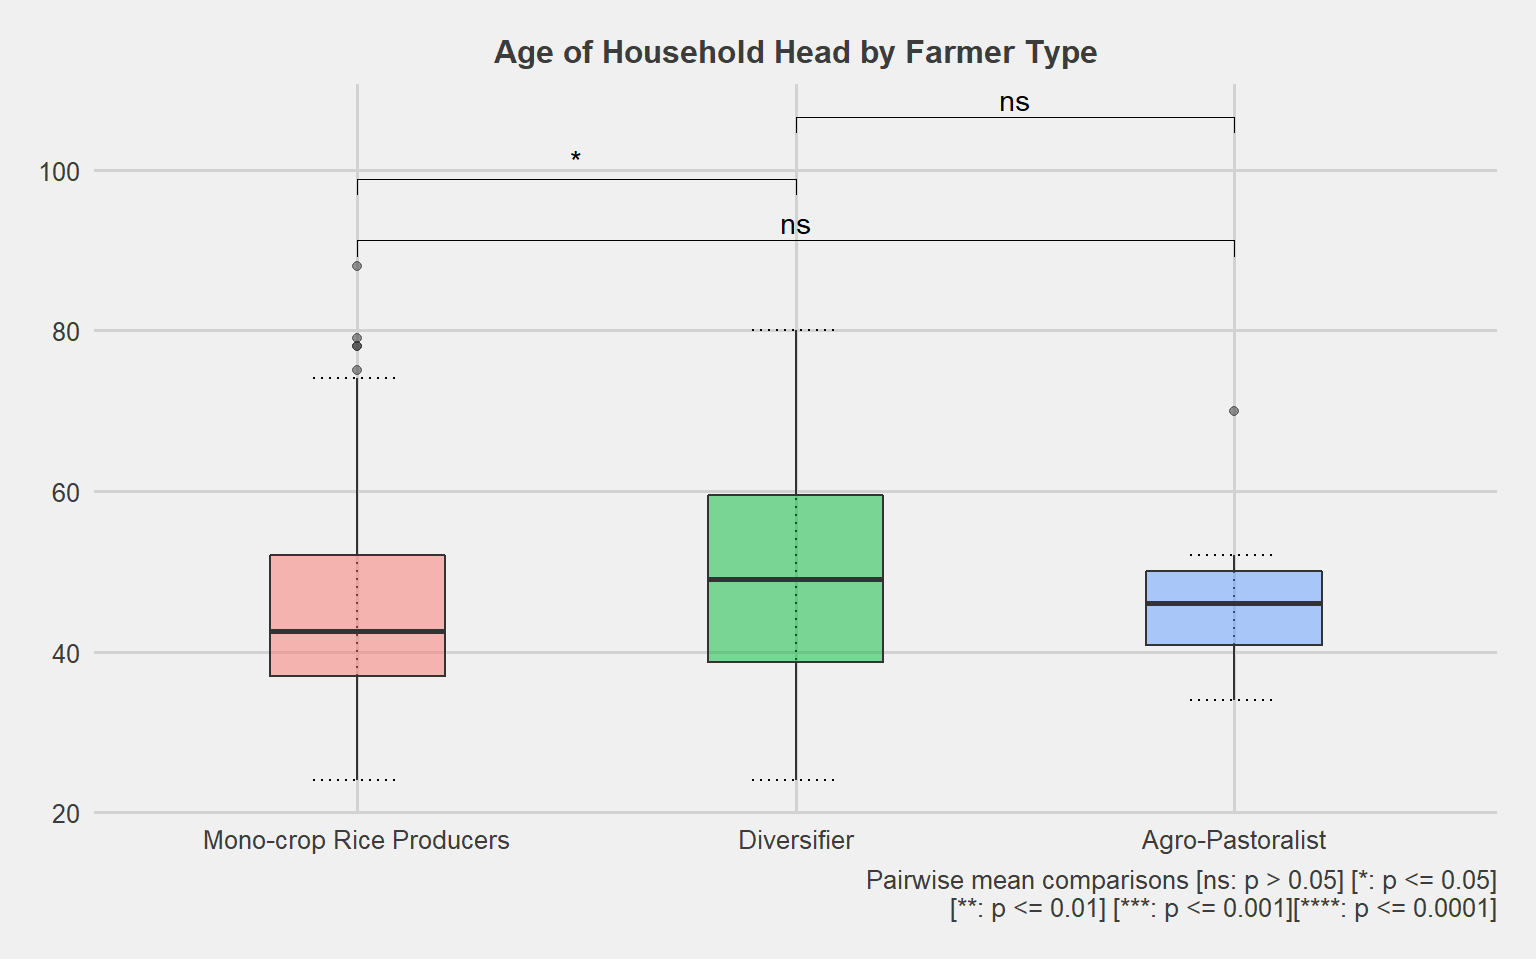 Age of Household Head by Farmer Type
ns
*
ns
100
80
60
40
20
Mono-crop Rice Producers
Diversifier
Agro-Pastoralist
Pairwise mean comparisons [ns: p > 0.05] [*: p <= 0.05]
[**: p <= 0.01] [***: p <= 0.001][****: p <= 0.0001]